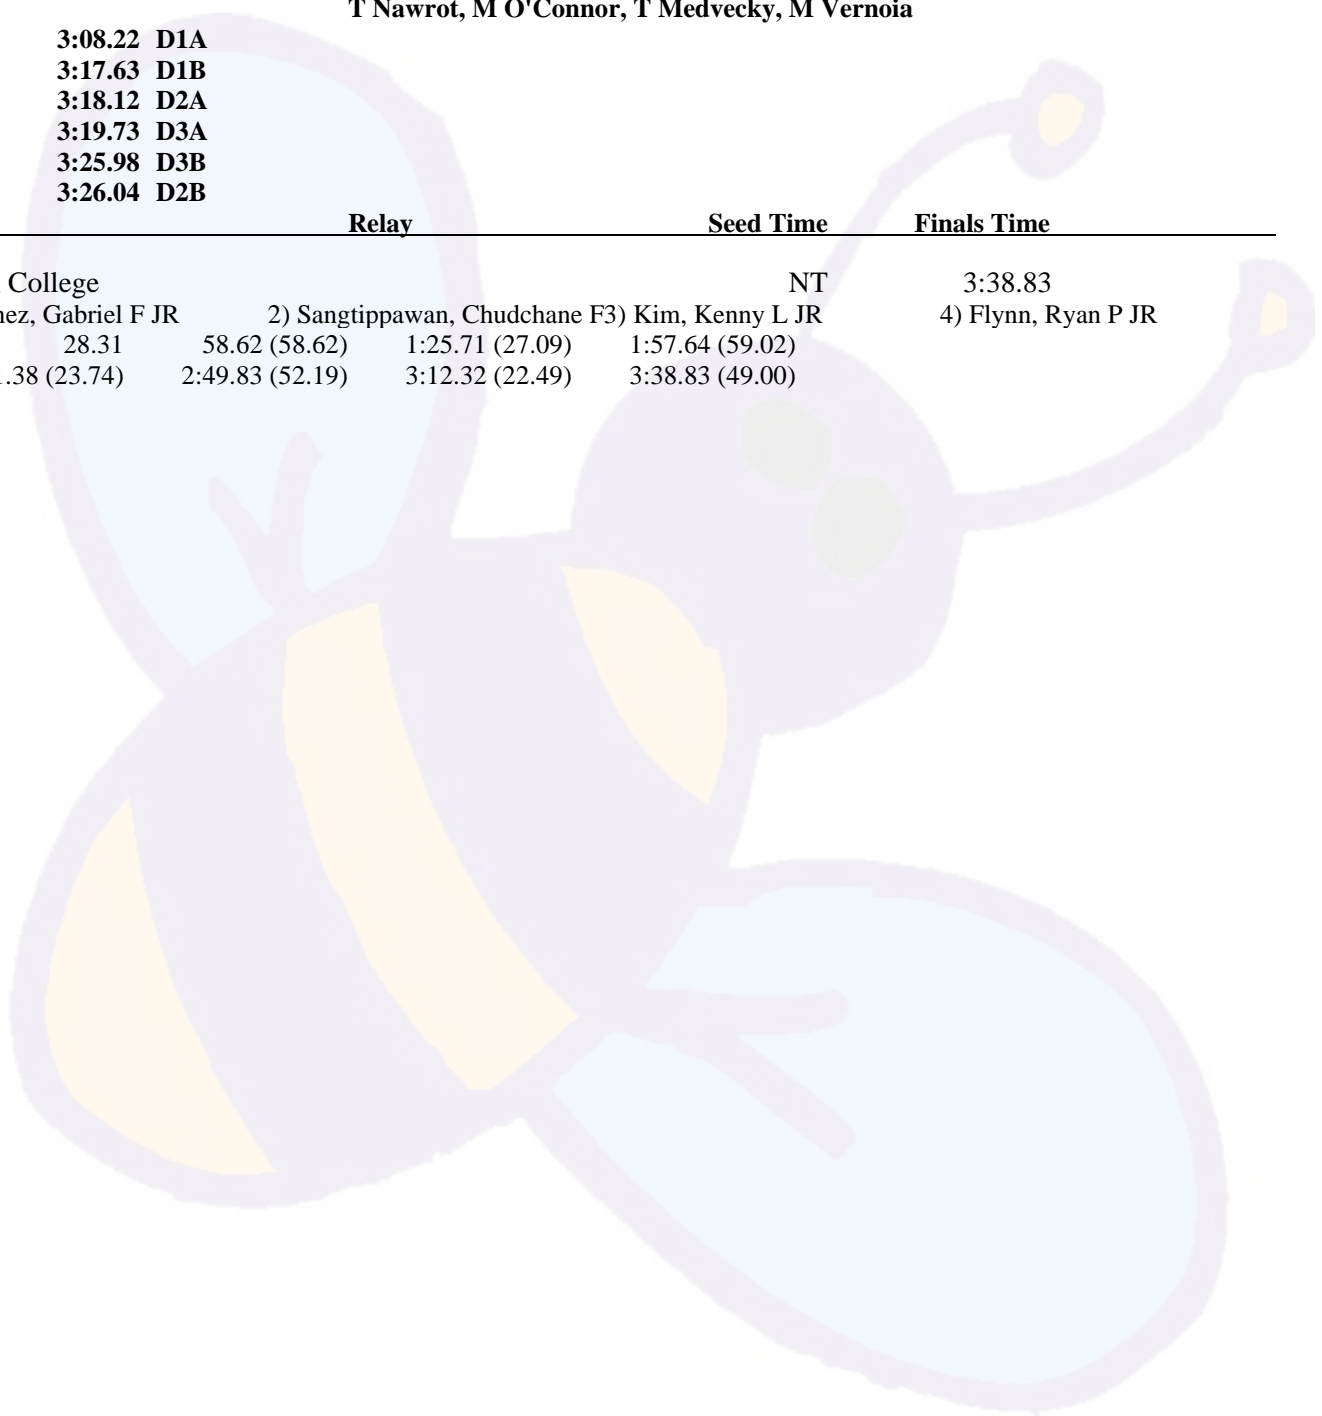 T Nawrot, M O'Connor, T Medvecky, M Vernoia
3:08.22 D1A
3:17.63 D1B
3:18.12 D2A
3:19.73 D3A
3:25.98 D3B
3:26.04 D2B
Relay Seed Time Finals Time
College NT 3:38.83
nez, Gabriel F JR 2) Sangtippawan, Chudchane F3) Kim, Kenny L JR 4) Flynn, Ryan P JR
28.31 58.62 (58.62) 1:25.71 (27.09) 1:57.64 (59.02)
.38 (23.74) 2:49.83 (52.19) 3:12.32 (22.49) 3:38.83 (49.00)